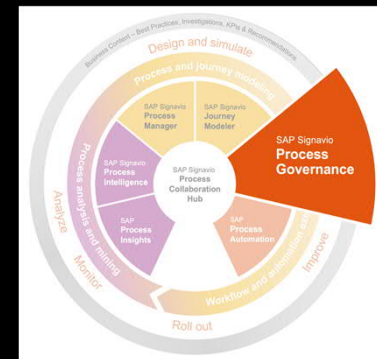 Business Content – Best Practices, Investigations, KPIs & Recommendations
Design and simulate
Process and journey modeling
SAP Signavio
Process
Manager
SAP Signavio
Journey
Modeler
SAP Signavio
Process
Governance
SAP Signavio
Process
Intelligence
SAP Signavio
Process
Collaboration
Hub
SAP
Process
Insights
SAP
Process
Automation
Process analysis and mining
Workflow and automation
Analyze
Monitor
Improve
Roll out